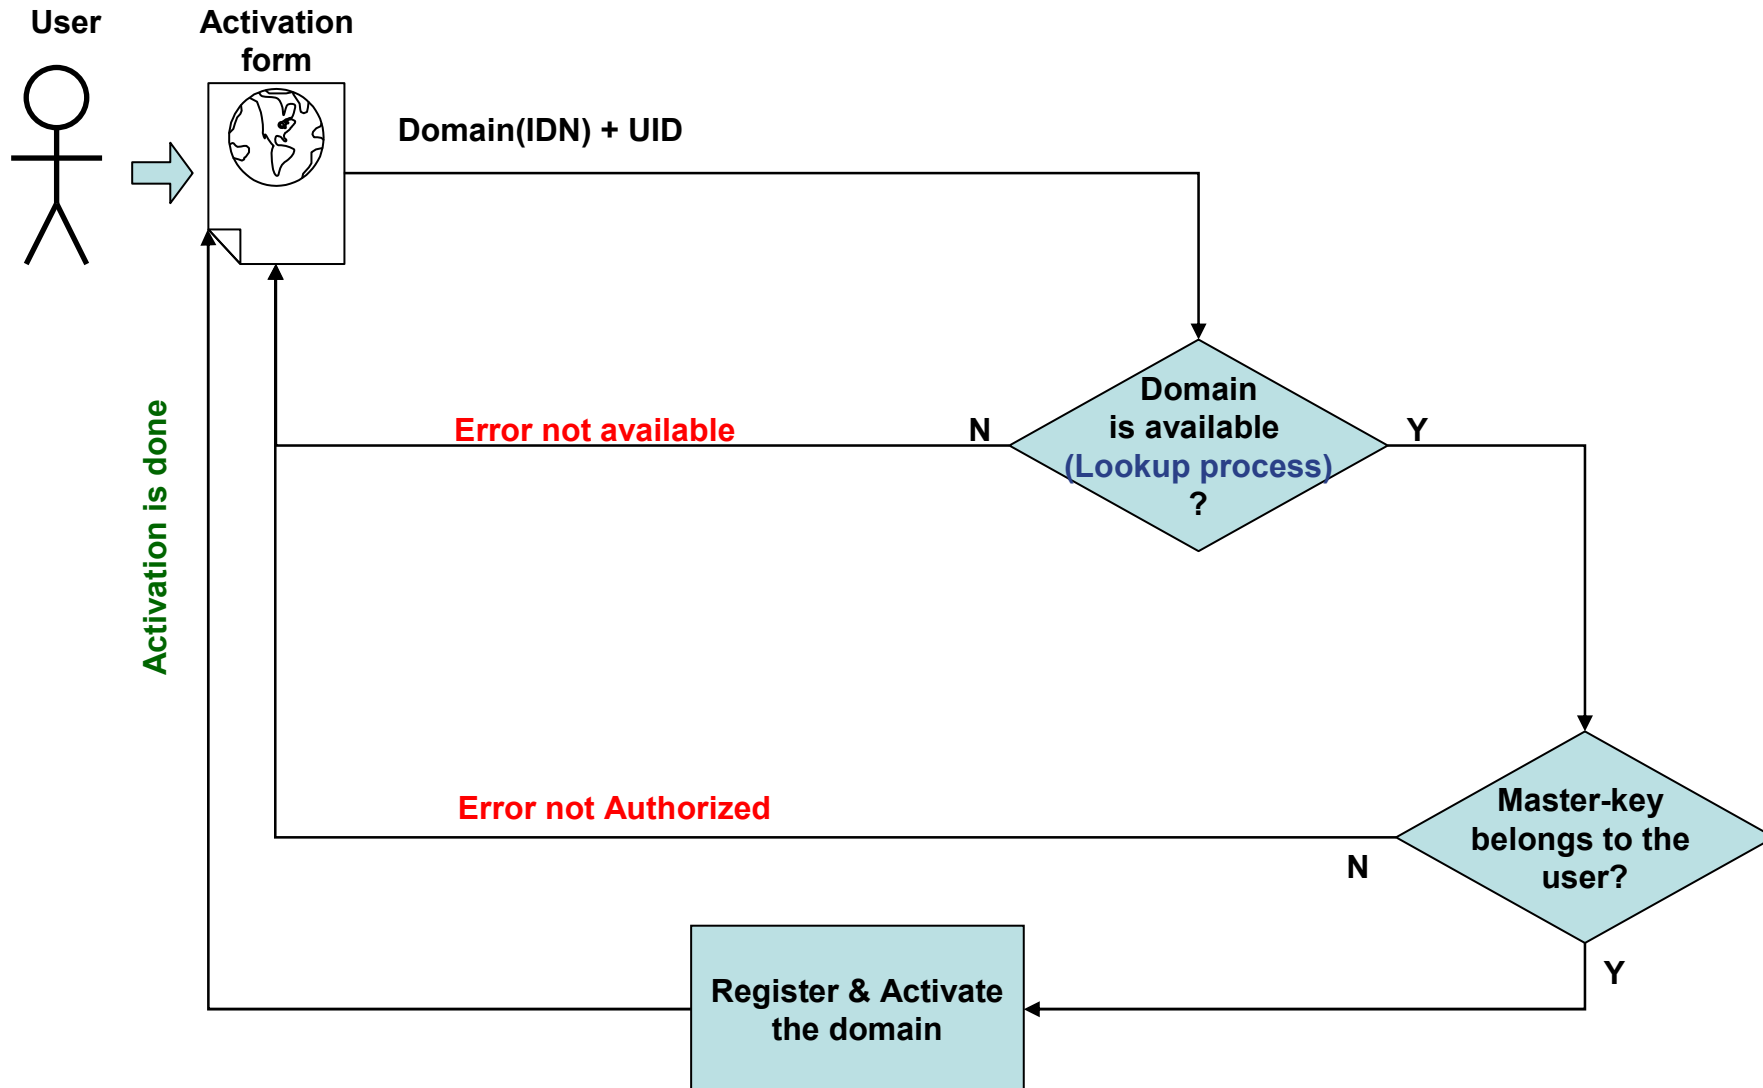 User
Activation
form
Domain(IDN) + UID
Domain
is available
(Lookup process)
?
N
Y
Error not available
Activation is done
Master-key
belongs to the
user?
Error not Authorized
N
Y
Register & Activate
the domain